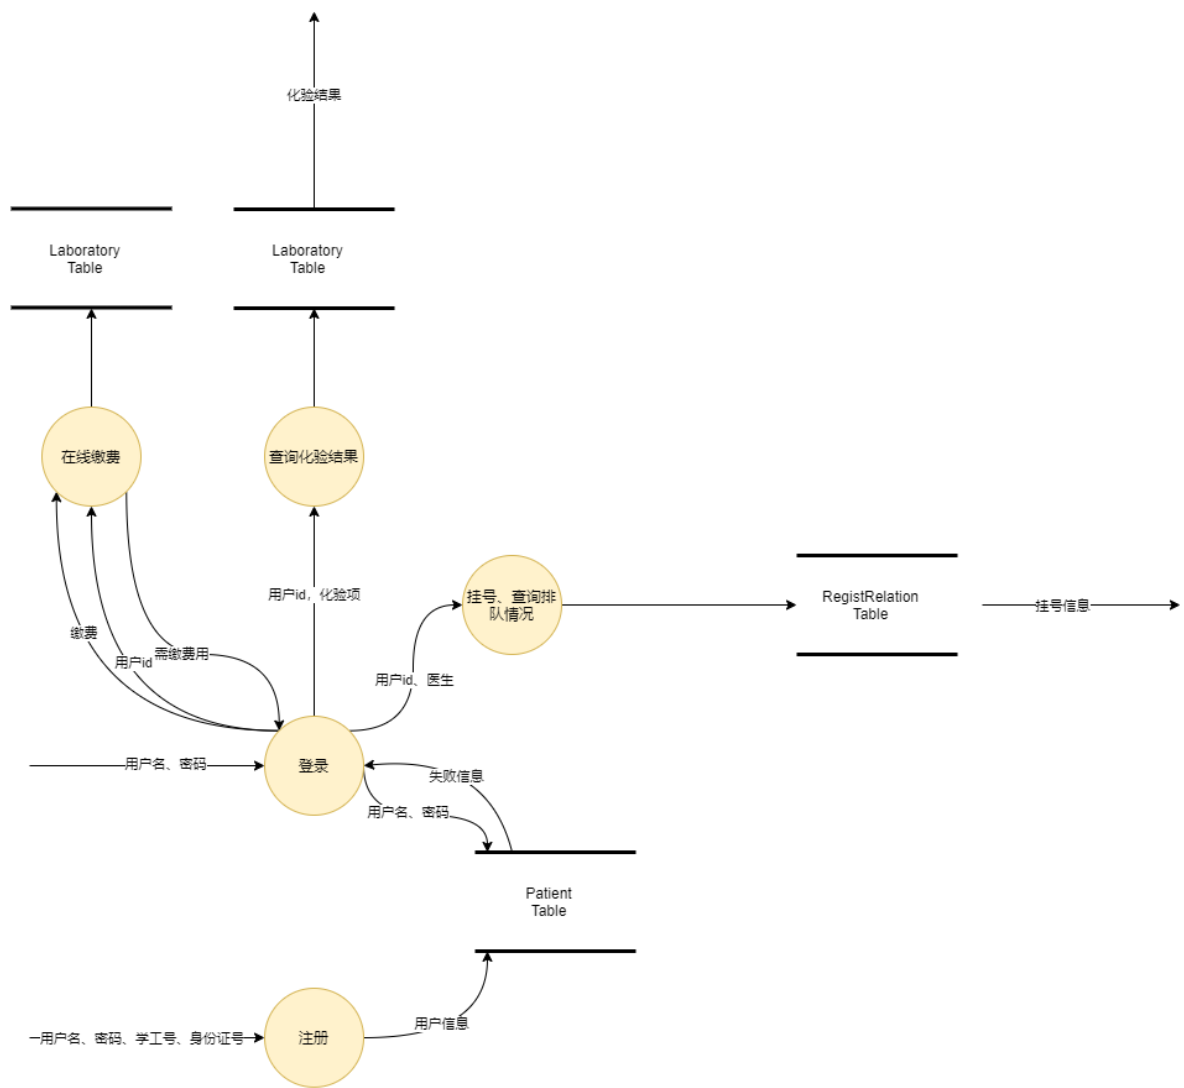 化验结果
Laboratory
Table
Laboratory
Table
在线缴费
查询化验结果
用户id，化验项
挂号、查询排
队情况
RegistRelation
Table
挂号信息
缴费
用户id
需缴费用
用户id、医生
用户名、密码
登录
失败信息
用户名、密码
Patient
Table
用户名、密码、学工号、身份证号
注册
用户信息